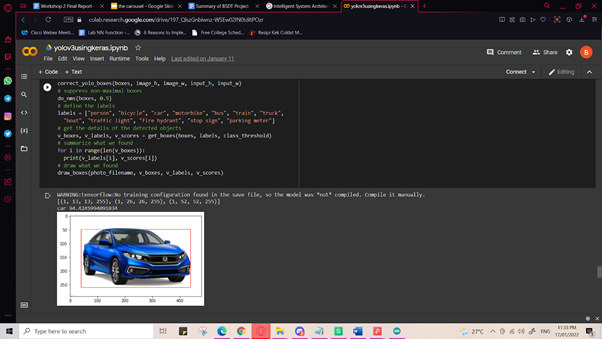 Workshop 2 Final Report -
the carousel - Google Slide
Summary of BSDT Project
Intelligent System Architec
yolov3usingkeras.ipynb - C
colab.research.google.com/drive/
Cisco Webex Meeti...
Lab NN Functions -...
6 Reasons to Imple...
Free College Sched...
Resipi Kek Coklat M...
yolov3usingkeras.ipynb
File Edit View Insert Runtime Tools Help Last edited on January 11
Comment Share B
+ Code + Text
Connect Editing
correct_yolo_boxes(boxes, image_h, image_w, input_h, input_w)
# suppress non-maximal boxes
do_nms(boxes, 0.5)
# define the labels
labels = ["person", "bicycle", "car", "motorbike", "bus", "train", "truck",
"boat", "traffic light", "fire hydrant", "stop sign", "parking meter"]
# get the details of the detected objects
v_boxes, v_labels, v_scores = get_boxes(boxes, labels, class_threshold)
# summarize what we found
for i in range(len(v_boxes)):
print(v_labels[i], v_scores[i])
# draw what we found
draw_boxes(photo_filename, v_boxes, v_labels, v_scores)
WARNING:tensorflow:No training configuration found in the save file, so the model was *not* compiled. Compile it manually.
[(1, 13, 13, 255), (1, 26, 26, 255), (1, 52, 52, 255)]
car 94.4245994091034
0
50
100
150
200
250
0 100 200 300 400
Type here to search
27°C
ENG
11:33 PM
17/01/2022